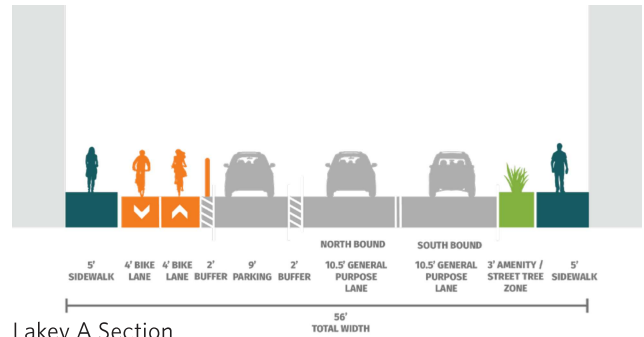 NORTH BOUND
SOUTH BOUND
5'
SIDEWALK
4' BIKE
LANE
4' BIKE
LANE
2'
BUFFER
9'
PARKING
2'
BUFFER
10.5' GENERAL
PURPOSE
LANE
10.5' GENERAL
PURPOSE
LANE
3' AMENITY /
STREET TREE
ZONE
5'
SIDEWALK
56'
TOTAL WIDTH
Lakey A Section